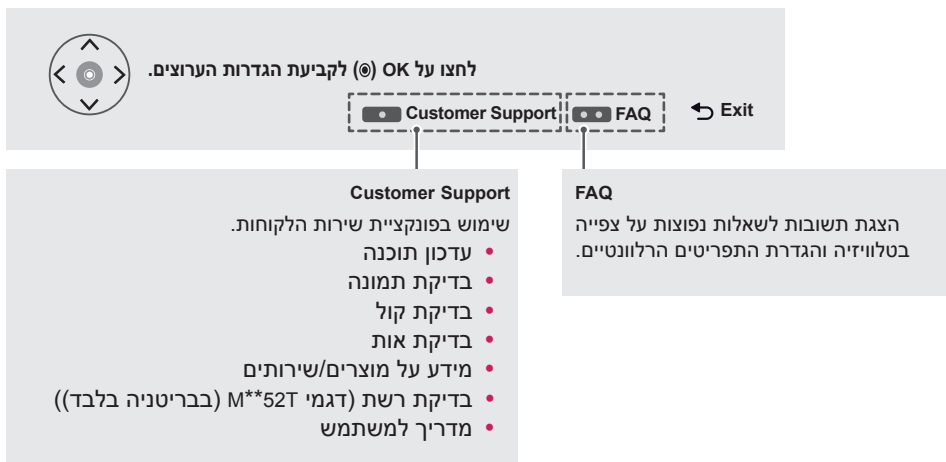 לחצו על OK (◉) לקביעת הגדרות הערוצים.
Customer Support
FAQ
Exit
Customer Support
שימוש בפונקציית שירות הלקוחות.
• עדכון תוכנה
• בדיקת תמונה
• בדיקת קול
• בדיקת אות
• מידע על מוצרים/שירותים
• בדיקת רשת (דגמי M**52T (בבריטניה בלבד))
• מדריך למשתמש
FAQ
הצגת תשובות לשאלות נפוצות על צפייה
בטלוויזיה והגדרת התפריטים הרלוונטיים.